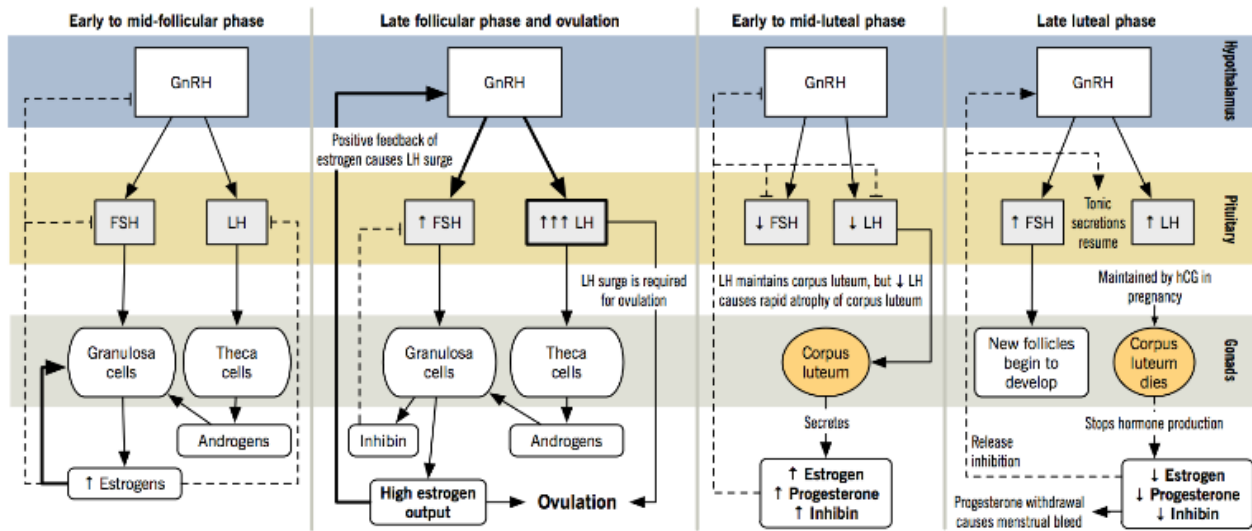 Early to mid-follicular phase
GnRH
FSH
LH
Granulosa
cells
Theca
cells
Androgens
↑ Estrogens
Late follicular phase and ovulation
GnRH
Positive feedback of
estrogen causes LH surge
↑ FSH
↑↑↑ LH
LH surge is required
for ovulation
Granulosa
cells
Theca
cells
Inhibin
Androgens
High estrogen
output
Ovulation
Early to mid-luteal phase
GnRH
↓ FSH
↓ LH
LH maintains corpus luteum, but ↓ LH
causes rapid atrophy of corpus luteum
Corpus
luteum
Secretes
↑ Estrogen
↑ Progesterone
↑ Inhibin
Late luteal phase
GnRH
↑ FSH
Tonic
secretions
resume
↑ LH
Maintained by hCG in
pregnancy
New follicles
begin to
develop
Corpus
luteum
dies
Stops hormone production
Release
inhibition
↓ Estrogen
↓ Progesterone
↓ Inhibin
Progesterone withdrawal
causes menstrual bleed
Hypothalamus
Pituitary
Gonads